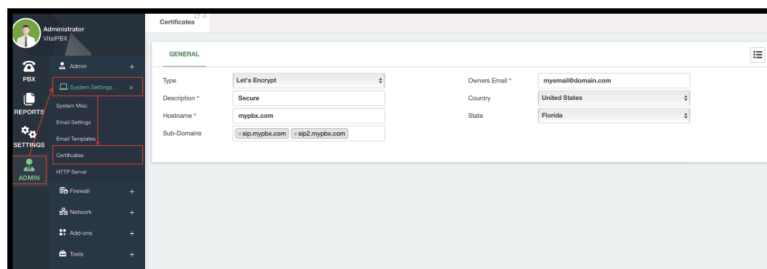 Administrator
VitalPBX
PBX
REPORTS
SETTINGS
ADMIN
Admin +
System Settings ×
System Misc
Email Settings
Email Templates
Certificates
HTTP Server
Firewall +
Network +
Add-ons +
Tools +
Certificates
GENERAL
Type Let's Encrypt Owners Email * myemail@domain.com
Description * Secure Country United States
Hostname * mypbx.com State Florida
Sub-Domains ×sip.mypbx.com ×sip2.mypbx.com